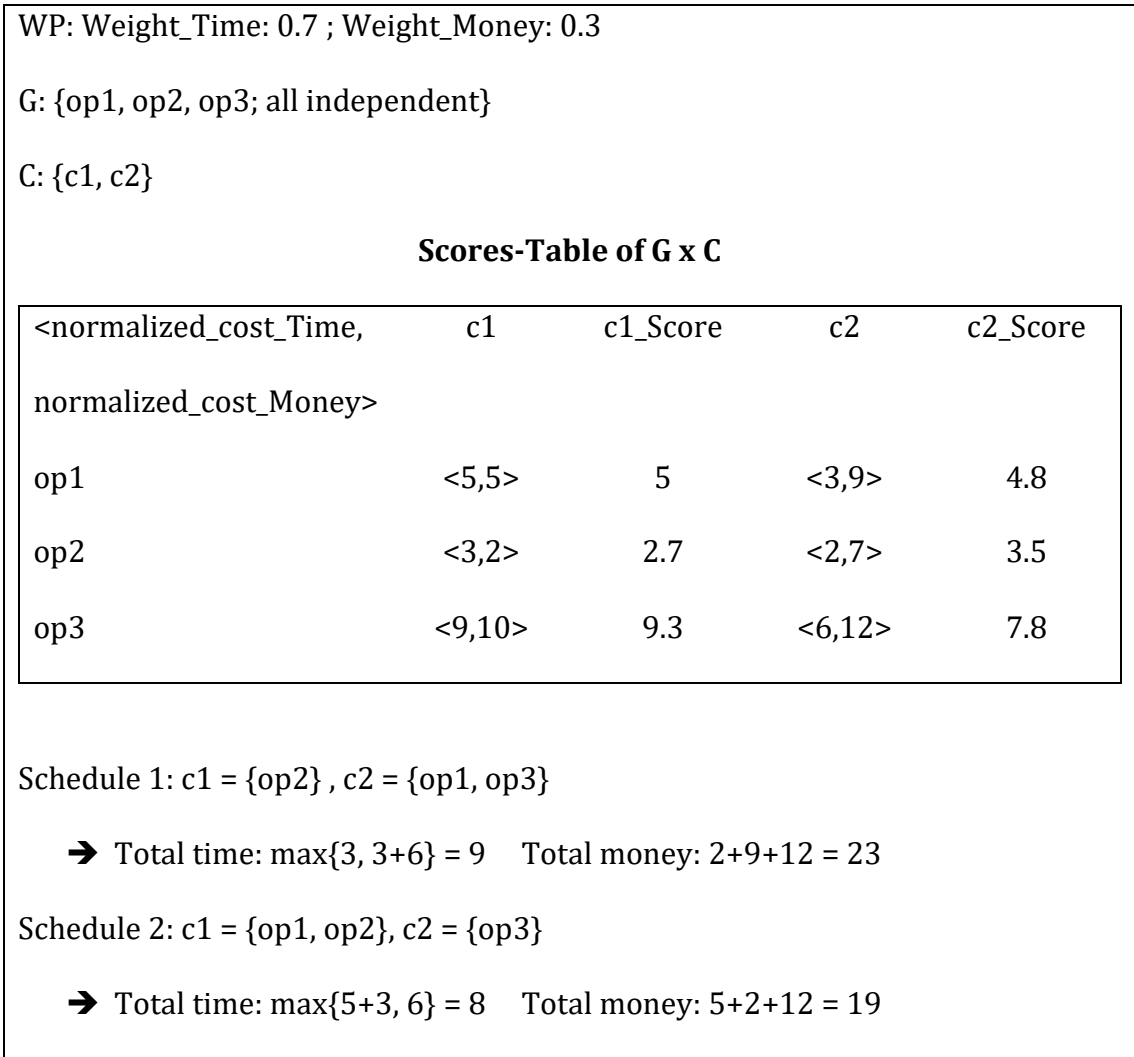 WP: Weight_Time: 0.7 ; Weight_Money: 0.3
G: {op1, op2, op3; all independent}
C: {c1, c2}
Scores-Table of G x C
<normalized_cost_Time, c1 c1_Score c2 c2_Score
normalized_cost_Money>
op1 <5,5> 5 <3,9> 4.8
op2 <3,2> 2.7 <2,7> 3.5
op3 <9,10> 9.3 <6,12> 7.8
Schedule 1: c1 = {op2} , c2 = {op1, op3}
➔ Total time: max{3, 3+6} = 9 Total money: 2+9+12 = 23
Schedule 2: c1 = {op1, op2}, c2 = {op3}
➔ Total time: max{5+3, 6} = 8 Total money: 5+2+12 = 19